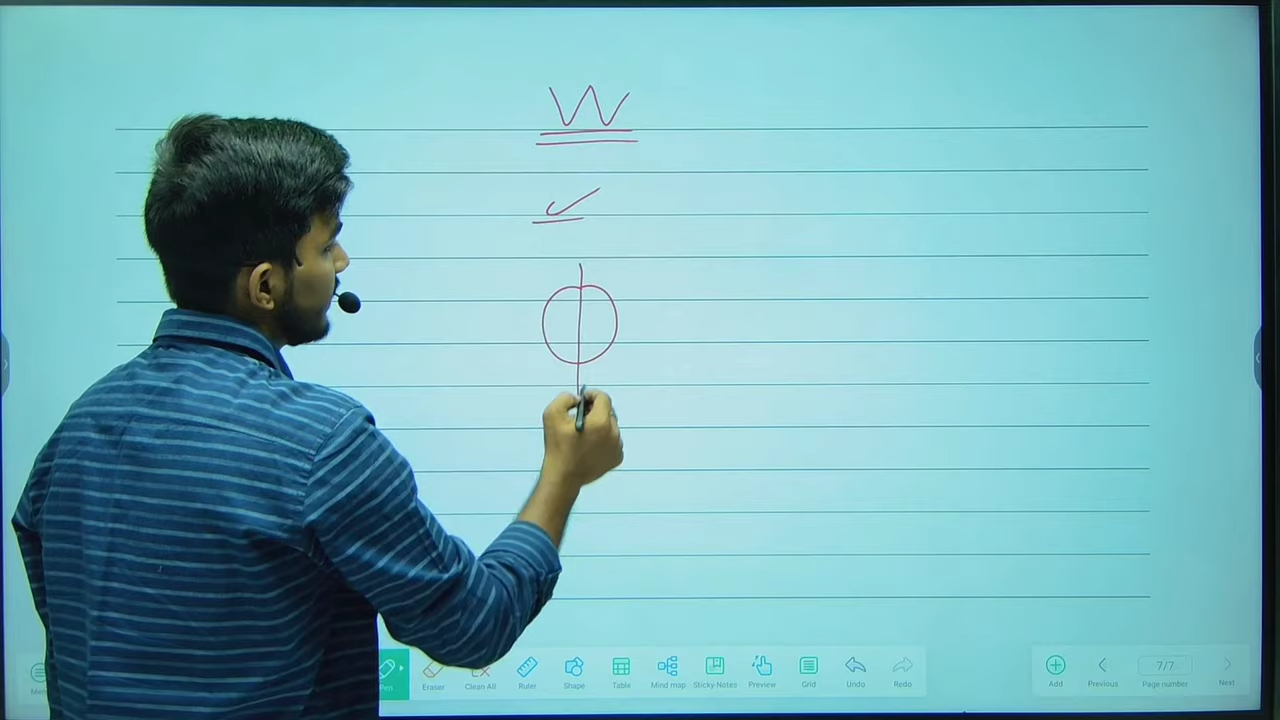 W
✓
Φ
Pen Eraser Clean All Ruler Shape Table Mind map Sticky Notes Preview Grid Undo Redo Add Previous 7/7 Page number Next